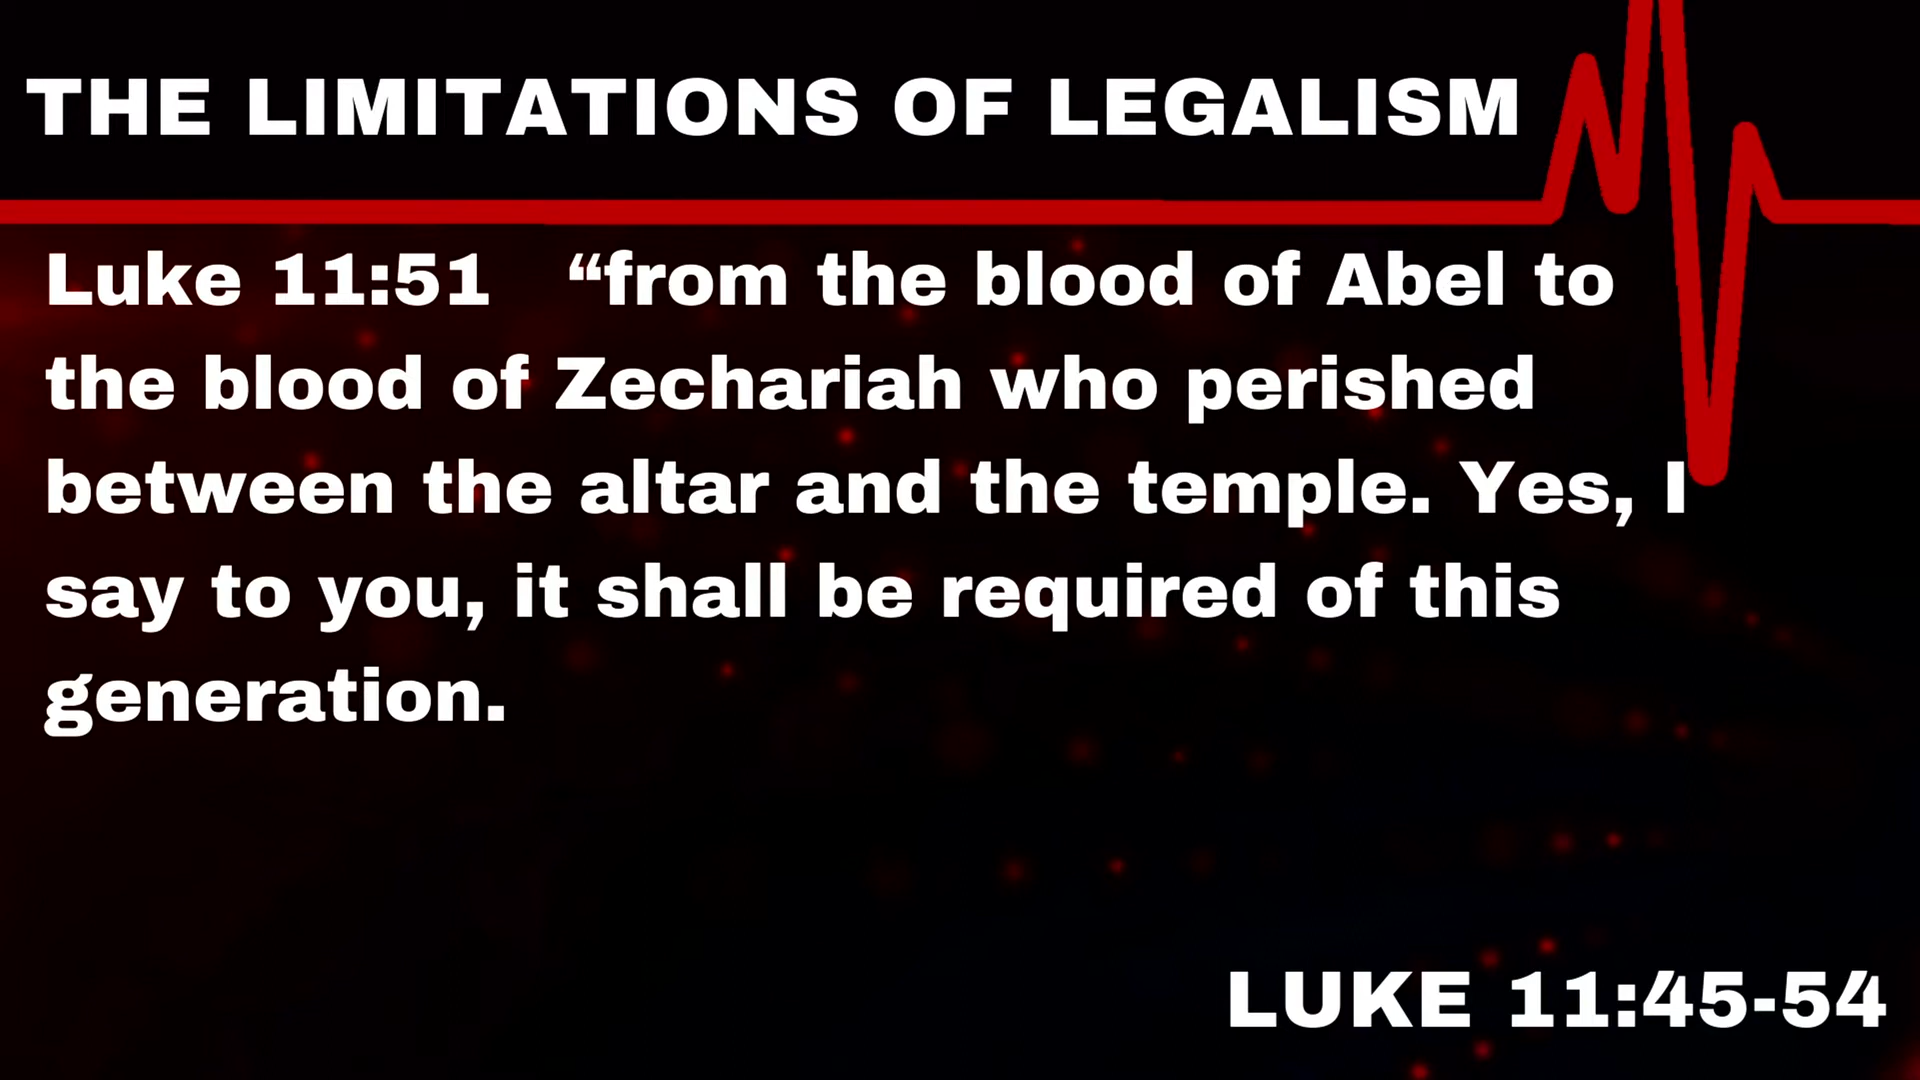 THE LIMITATIONS OF LEGALISM
Luke 11:51 “from the blood of Abel to
the blood of Zechariah who perished
between the altar and the temple. Yes, I
say to you, it shall be required of this
generation.
LUKE 11:45-54